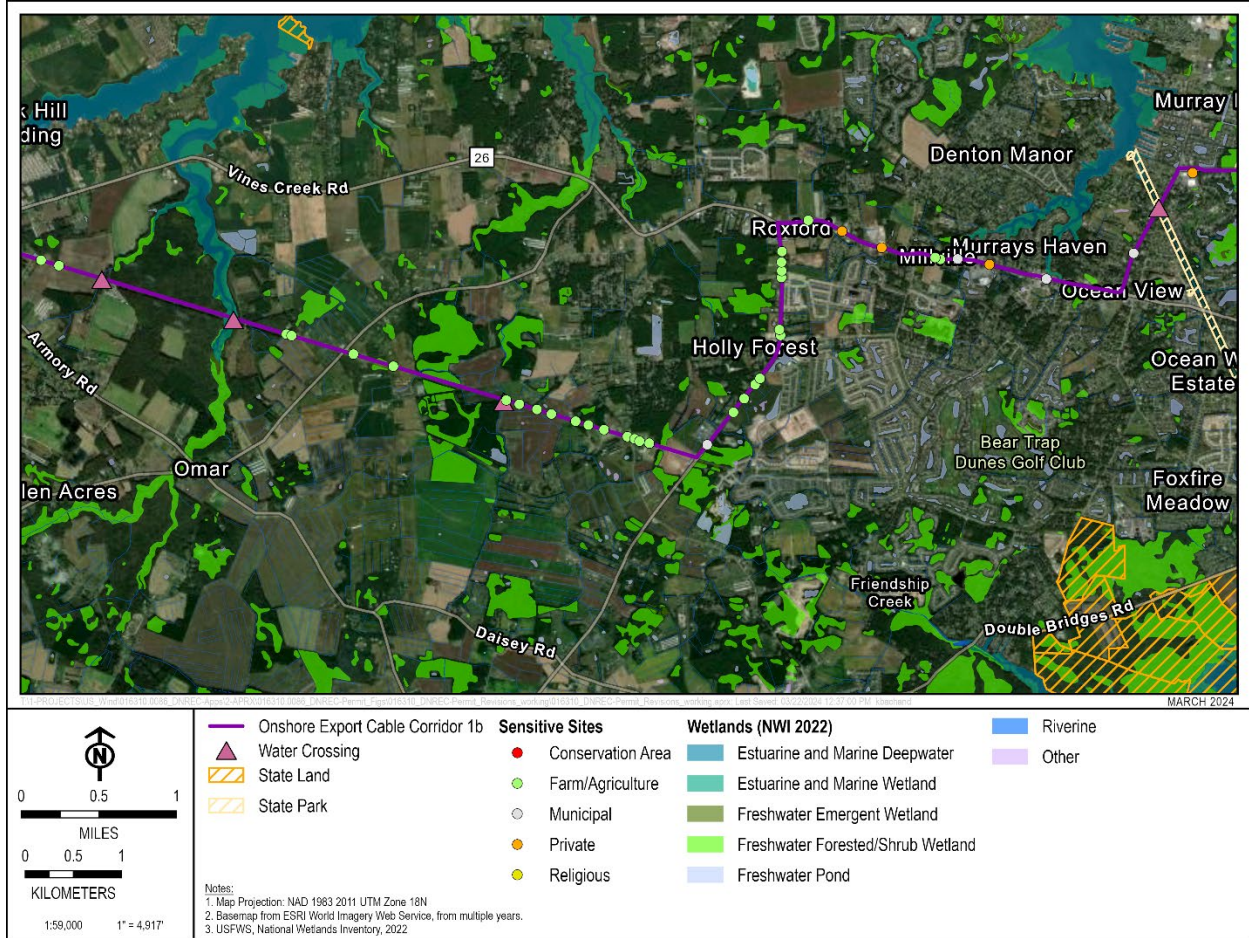 Murray
k Hill
ding
26
Denton Manor
Vines Creek Rd
Roxford
Murrays Haven
Millville
Ocean View
Armory Rd
Holly Forest
Ocean W
Estate
Omar
Bear Trap
Dunes Golf Club
len Acres
Foxfire
Meadow
Friendship
Creek
Double Bridges Rd
Daisey Rd
MARCH 2024
N
0 0.5 1
MILES
0 0.5 1
KILOMETERS
1:59,000 1" = 4,917'
Onshore Export Cable Corridor 1b
Water Crossing
State Land
State Park
Sensitive Sites
Conservation Area
Farm/Agriculture
Municipal
Private
Religious
Wetlands (NWI 2022)
Estuarine and Marine Deepwater
Estuarine and Marine Wetland
Freshwater Emergent Wetland
Freshwater Forested/Shrub Wetland
Freshwater Pond
Riverine
Other
Notes:
1. Map Projection: NAD 1983 2011 UTM Zone 18N
2. Basemap from ESRI World Imagery Web Service, from multiple years.
3. USFWS, National Wetlands Inventory, 2022